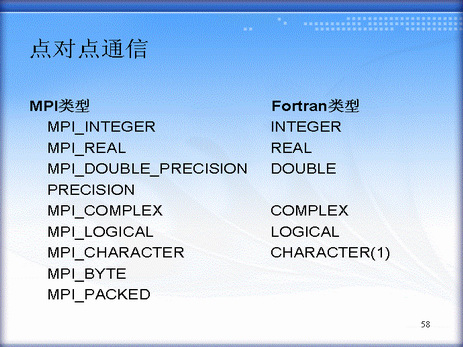 点对点通信
MPI类型 Fortran类型
MPI_INTEGER INTEGER
MPI_REAL REAL
MPI_DOUBLE_PRECISION DOUBLE
PRECISION
MPI_COMPLEX COMPLEX
MPI_LOGICAL LOGICAL
MPI_CHARACTER CHARACTER(1)
MPI_BYTE
MPI_PACKED
58